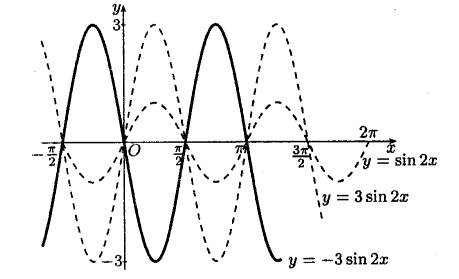 y
3
2π
-π/2
O
π/2
π
3π/2
x
y = sin 2x
y = 3 sin 2x
-3
y = -3 sin 2x